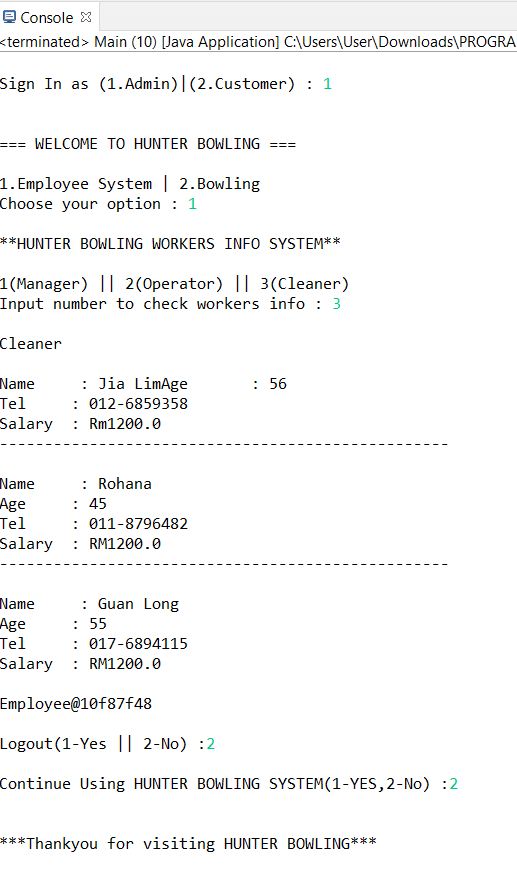 Console
<terminated> Main (10) [Java Application] C:\Users\User\Downloads\PROGRA
Sign In as (1.Admin)|(2.Customer) : 1
=== WELCOME TO HUNTER BOWLING ===
1.Employee System | 2.Bowling
Choose your option : 1
**HUNTER BOWLING WORKERS INFO SYSTEM**
1(Manager) || 2(Operator) || 3(Cleaner)
Input number to check workers info : 3
Cleaner
Name     : Jia LimAge       : 56
Tel     : 012-6859358
Salary  : Rm1200.0
--------------------------------------------------
Name     : Rohana
Age     : 45
Tel     : 011-8796482
Salary  : RM1200.0
--------------------------------------------------
Name     : Guan Long
Age     : 55
Tel     : 017-6894115
Salary  : RM1200.0
Employee@10f87f48
Logout(1-Yes || 2-No) :2
Continue Using HUNTER BOWLING SYSTEM(1-YES,2-No) :2
***Thankyou for visiting HUNTER BOWLING***